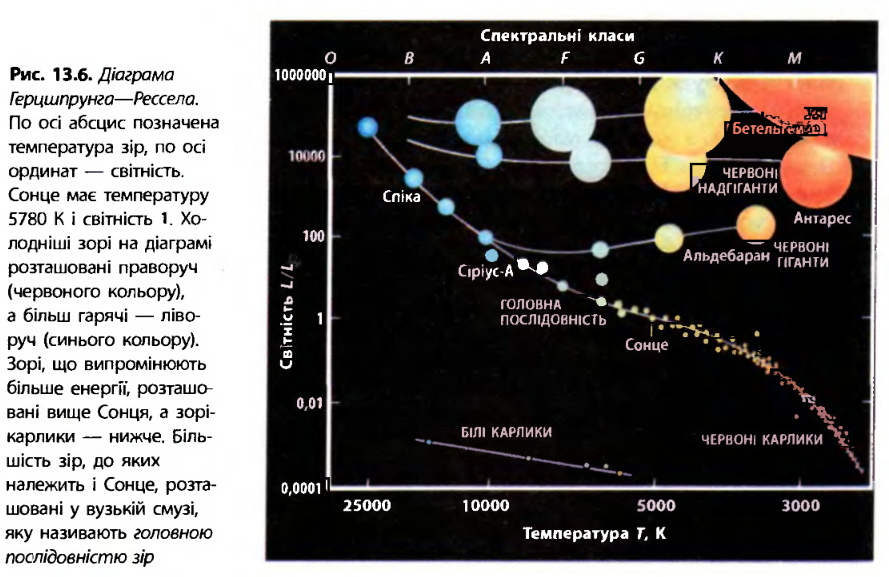 Рис. 13.6. Діаграма
Герцшпрунга—Рессела.
По осі абсцис позначена
температура зір, по осі
ординат — світність.
Сонце має температуру
5780 К і світність 1. Хо-
лодніші зорі на діаграмі
розташовані праворуч
(червоного кольору),
а більш гарячі — ліво-
руч (синього кольору).
Зорі, що випромінюють
більше енергії, розташо-
вані вище Сонця, а зорі-
карлики — нижче. Біль-
шість зір, до яких
належить і Сонце, розта-
шовані у вузькій смузі,
яку називають головною
послідовністю зір
Спектральні класи
O B A F G K M
1000000
10000
100
1
0,01
0,0001
Світність L/L
Бетельгейзе
ЧЕРВОНІ
НАДГІГАНТИ
Антарес
Спіка
Альдебаран
ЧЕРВОНІ
ГІГАНТИ
Сіріус-А
ГОЛОВНА
ПОСЛІДОВНІСТЬ
Сонце
БІЛІ КАРЛИКИ
ЧЕРВОНІ КАРЛИКИ
25000 10000 5000 3000
Температура T, K